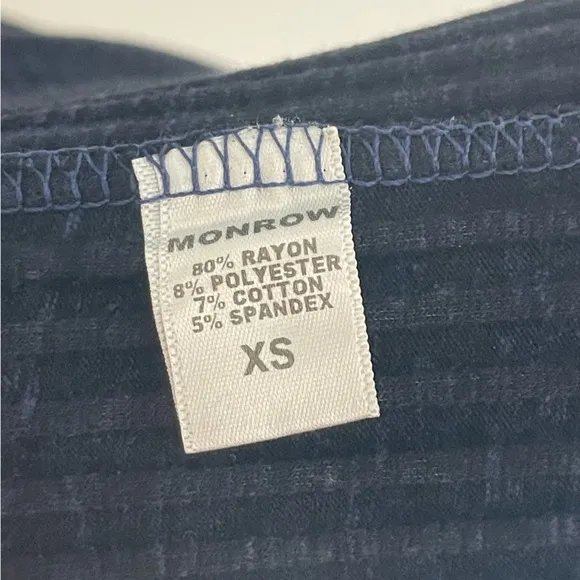 MONROW
80% RAYON
8% POLYESTER
7% COTTON
5% SPANDEX
XS